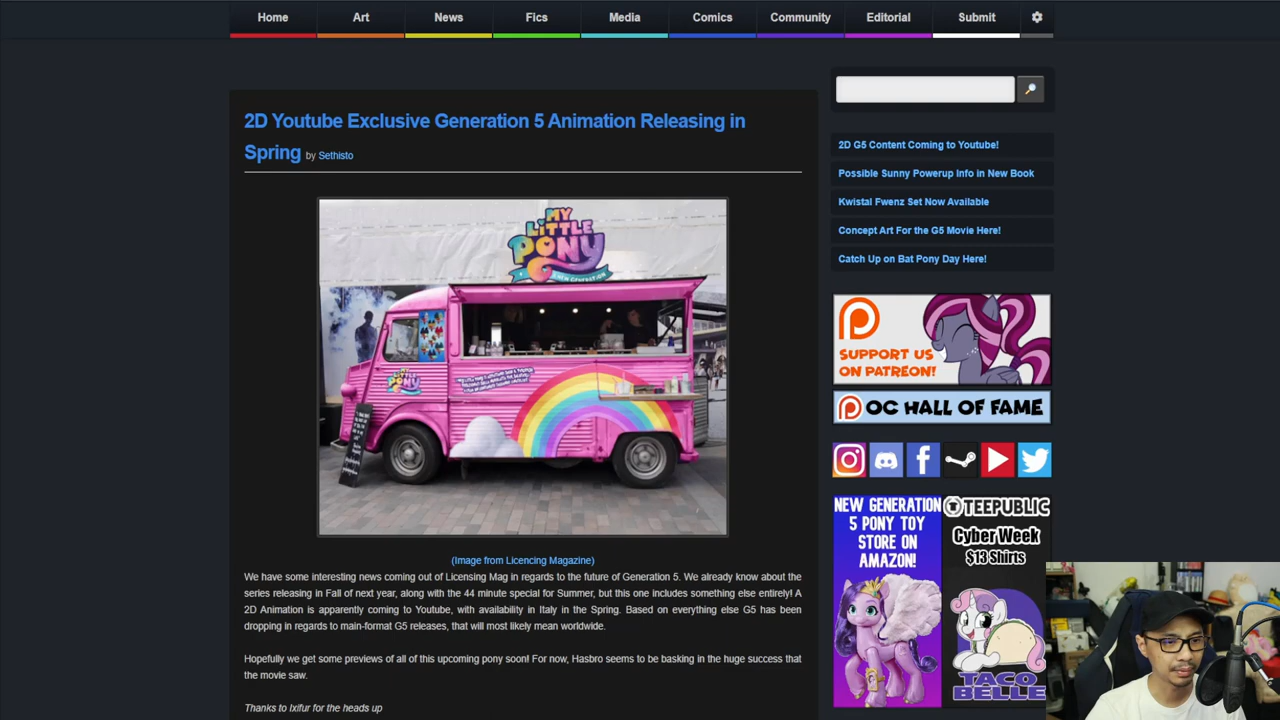 Home Art News Fics Media Comics Community Editorial Submit
2D Youtube Exclusive Generation 5 Animation Releasing in
Spring by Sethisto
MY
LITTLE
PONY
A NEW GENERATION
MY
LITTLE
PONY
(Image from Licencing Magazine)
We have some interesting news coming out of Licensing Mag in regards to the future of Generation 5. We already know about the
series releasing in Fall of next year, along with the 44 minute special for Summer, but this one includes something else entirely! A
2D Animation is apparently coming to Youtube, with availability in Italy in the Spring. Based on everything else G5 has been
dropping in regards to main-format G5 releases, that will most likely mean worldwide.
Hopefully we get some previews of all of this upcoming pony soon! For now, Hasbro seems to be basking in the huge success that
the movie saw.
Thanks to Ixifur for the heads up
2D G5 Content Coming to Youtube!
Possible Sunny Powerup Info in New Book
Kwistal Fwenz Set Now Available
Concept Art For the G5 Movie Here!
Catch Up on Bat Pony Day Here!
SUPPORT US
ON PATREON!
OC HALL OF FAME
NEW GENERATION
5 PONY TOY
STORE ON
AMAZON!
TEEPUBLIC
Cyber Week
$13 Shirts
TACO
BELLE